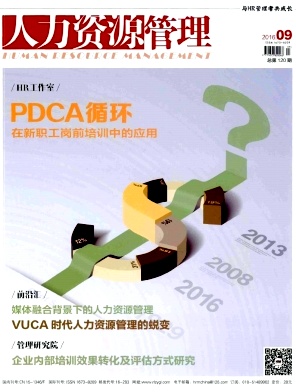 与HR管理者共成长
人力资源管理
HUMAN RESOURCE MANAGEMENT
2016 09
总第120期
/HR工作室/
PDCA循环
在新职工岗前培训中的应用
12%
2013
2008
2016
/前沿汇/
媒体融合背景下的人力资源管理
VUCA 时代人力资源管理的蜕变
/管理研究院/
企业内部培训效果转化及评估方式研究